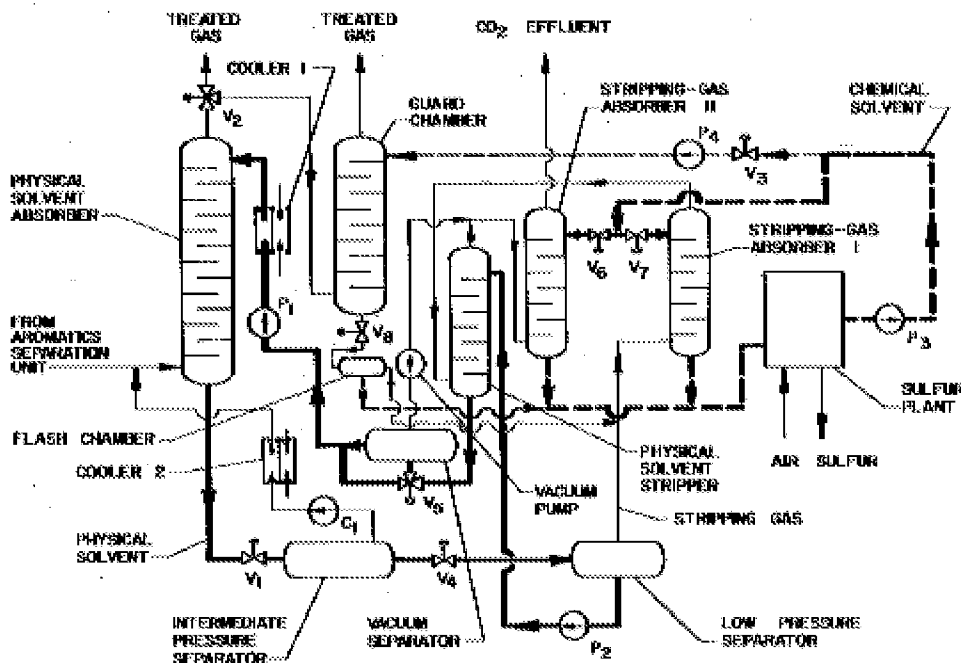 TREATED
GAS
TREATED
GAS
CO2 EFFLUENT
COOLER 1
V2
GUARD
CHAMBER
STRIPPING-GAS
ABSORBER II
CHEMICAL
SOLVENT
P4
V3
PHYSICAL
SOLVENT
ABSORBER
STRIPPING-GAS
ABSORBER I
V6
V7
P1
V8
FROM
AROMATICS
SEPARATION
UNIT
P3
SULFUR
PLANT
FLASH CHAMBER
COOLER 2
AIR
SULFUR
PHYSICAL
SOLVENT
STRIPPER
VACUUM
PUMP
V5
C1
STRIPPING GAS
PHYSICAL
SOLVENT
V1
V4
P2
INTERMEDIATE
PRESSURE
SEPARATOR
VACUUM
SEPARATOR
LOW PRESSURE
SEPARATOR